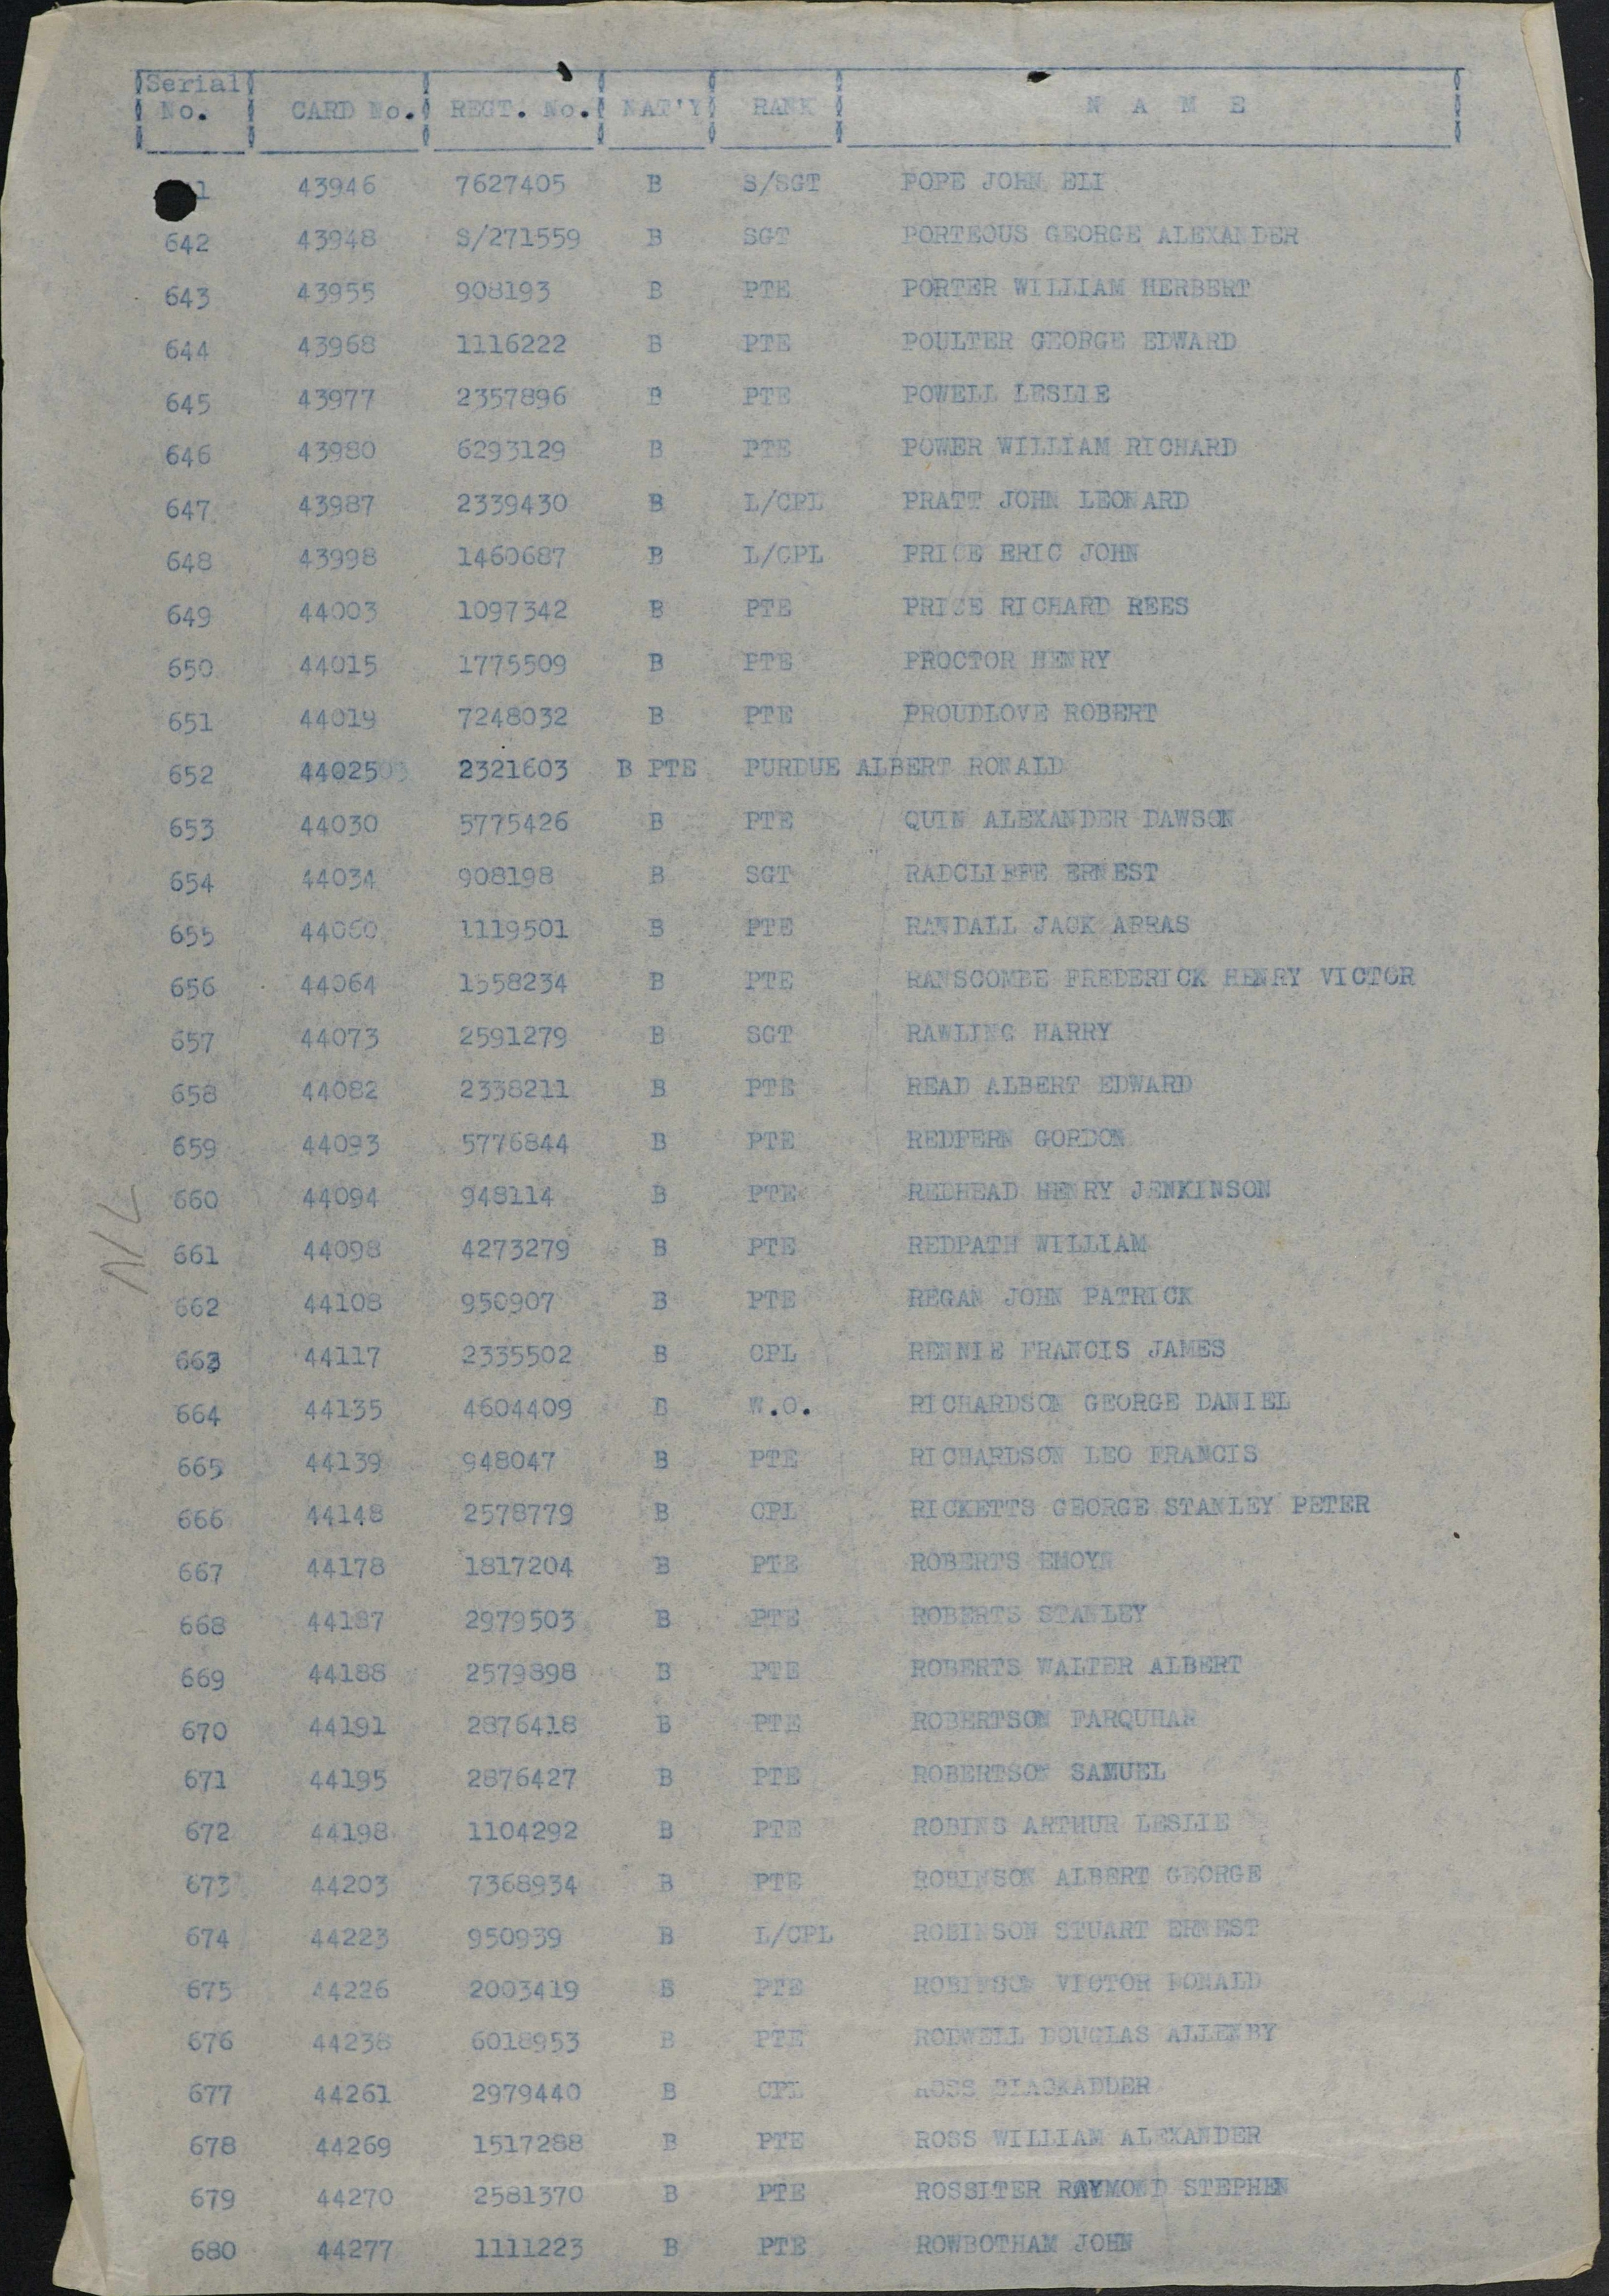 Serial No. CARD No. REGT. No. NAT'Y RANK N A M E
1 43946 7627405 B S/SGT POPE JOHN ELI
642 43948 S/271559 B SGT PORTEOUS GEORGE ALEXANDER
643 43955 908193 B PTE PORTER WILLIAM HERBERT
644 43968 1116222 B PTE POULTER GEORGE EDWARD
645 43977 2357896 B PTE POWELL LESLIE
646 43980 6293129 B PTE POWER WILLIAM RICHARD
647 43987 2339430 B L/CPL PRATT JOHN LEONARD
648 43998 1460687 B L/CPL PRICE ERIC JOHN
649 44003 1097342 B PTE PRICE RICHARD REES
650 44015 1775509 B PTE PROCTOR HENRY
651 44019 7248032 B PTE PROUDLOVE ROBERT
652 44025 2321603 B PTE PURDUE ALBERT RONALD
653 44030 5775426 B PTE QUIN ALEXANDER DAWSON
654 44034 908198 B SGT RADCLIFFE ERNEST
655 44060 1119501 B PTE RANDALL JACK ARRAS
656 44064 1558234 B PTE RANSCOMBE FREDERICK HENRY VICTOR
657 44073 2591279 B SGT RAWLING HARRY
658 44082 2338211 B PTE READ ALBERT EDWARD
659 44093 5776844 B PTE REDFERN GORDON
660 44094 948114 B PTE REDHEAD HENRY JENKINSON
661 44098 4273279 B PTE REDPATH WILLIAM
662 44108 950907 B PTE REGAN JOHN PATRICK
663 44117 2335502 B CPL RENNIE FRANCIS JAMES
664 44135 4604409 B W.O. RICHARDSON GEORGE DANIEL
665 44139 948047 B PTE RICHARDSON LEO FRANCIS
666 44148 2578779 B CPL RICKETTS GEORGE STANLEY PETER
667 44178 1817204 B PTE ROBERTS EMOYN
668 44187 2979503 B PTE ROBERTS STANLEY
669 44188 2579898 B PTE ROBERTS WALTER ALBERT
670 44191 2876418 B PTE ROBERTSON FARQUHAR
671 44195 2876427 B PTE ROBERTSON SAMUEL
672 44198 1104292 B PTE ROBINS ARTHUR LESLIE
673 44203 7368934 B PTE ROBINSON ALBERT GEORGE
674 44223 950939 B L/CPL ROBINSON STUART ERNEST
675 44226 2003419 B PTE ROBINSON VICTOR DONALD
676 44238 6018953 B PTE RODWELL DOUGLAS ALLENBY
677 44261 2979440 B CPL ROSS BLACKADDER
678 44269 1517288 B PTE ROSS WILLIAM ALEXANDER
679 44270 2581370 B PTE ROSSITER RAYMOND STEPHEN
680 44277 1111223 B PTE ROWBOTHAM JOHN